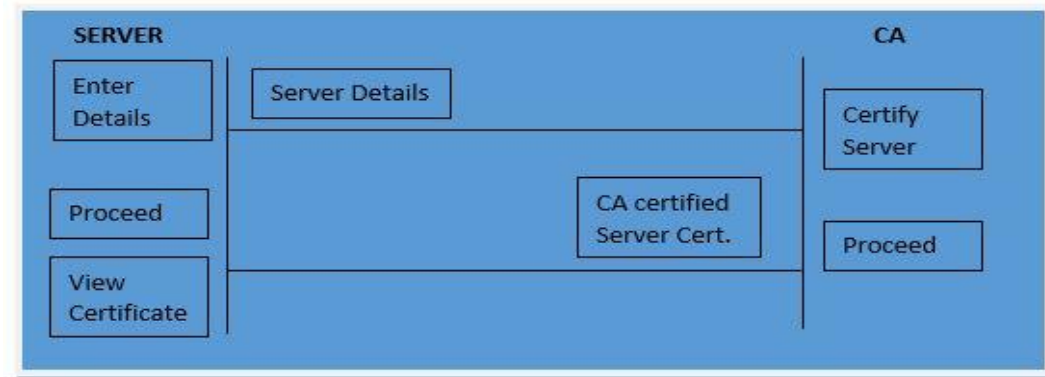 SERVER
CA
Enter
Details
Server Details
Certify
Server
Proceed
CA certified
Server Cert.
Proceed
View
Certificate